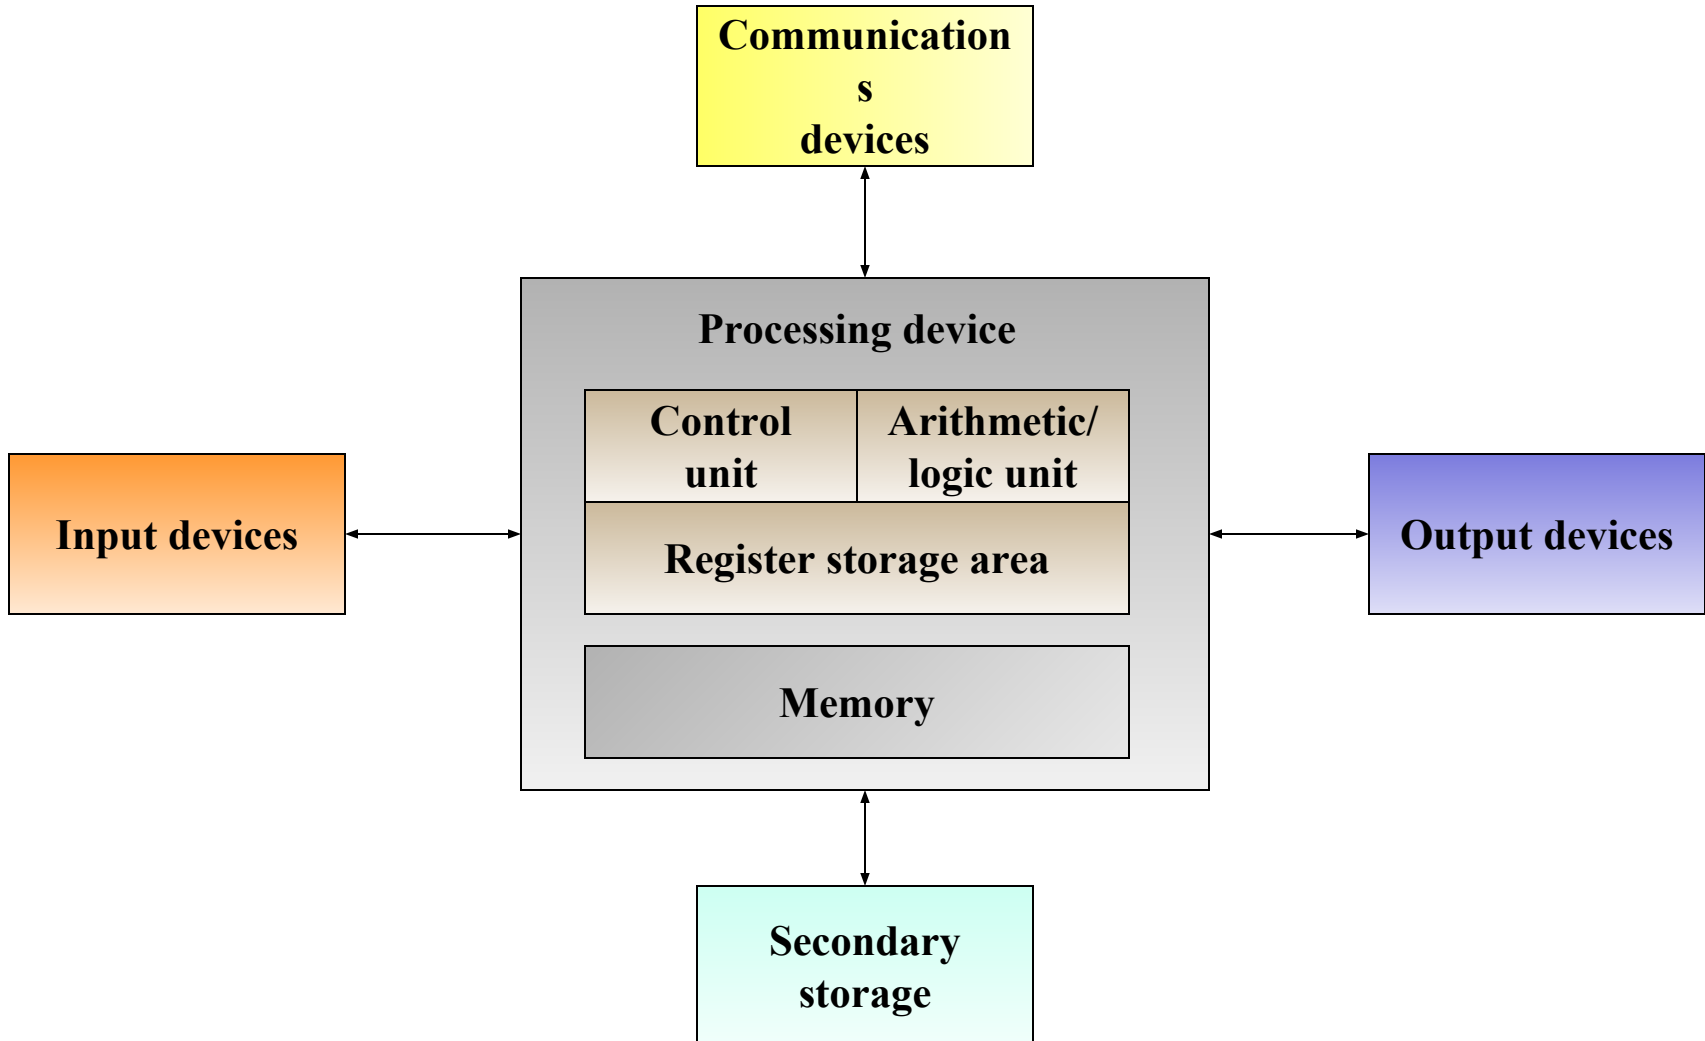 Communication
s
devices
Processing device
Control
unit
Arithmetic/
logic unit
Input devices
Register storage area
Output devices
Memory
Secondary
storage